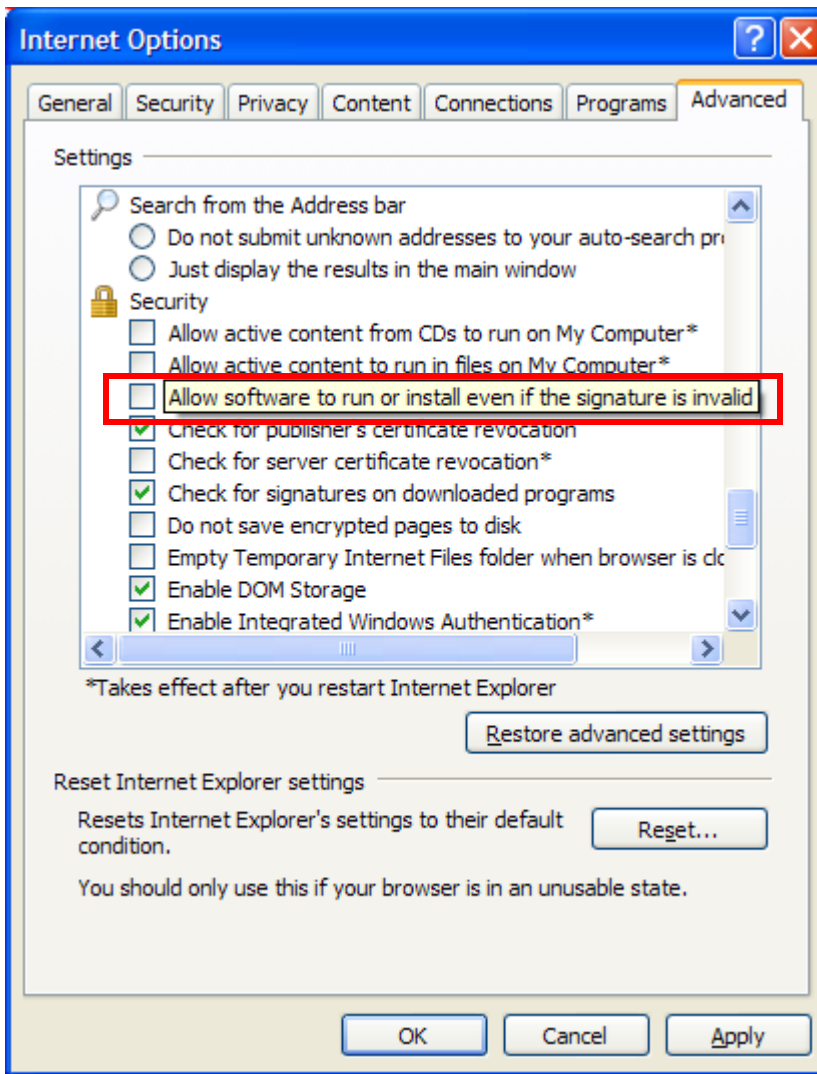 Internet Options
General Security Privacy Content Connections Programs Advanced
Settings
Search from the Address bar
Do not submit unknown addresses to your auto-search pr
Just display the results in the main window
Security
Allow active content from CDs to run on My Computer*
Allow active content to run in files on My Computer*
Allow software to run or install even if the signature is invalid
Check for publisher's certificate revocation
Check for server certificate revocation*
Check for signatures on downloaded programs
Do not save encrypted pages to disk
Empty Temporary Internet Files folder when browser is clo
Enable DOM Storage
Enable Integrated Windows Authentication*
*Takes effect after you restart Internet Explorer
Restore advanced settings
Reset Internet Explorer settings
Resets Internet Explorer's settings to their default
condition.
Reset...
You should only use this if your browser is in an unusable state.
OK Cancel Apply